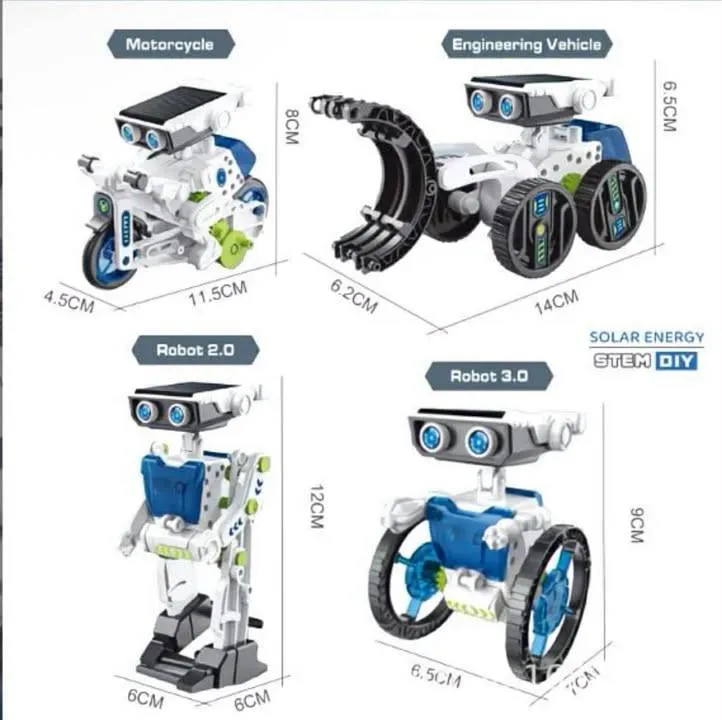 Motorcycle
Engineering Vehicle
8CM
6.5CM
4.5CM
11.5CM
6.2CM
14CM
SOLAR ENERGY
STEM DIY
Robot 2.0
Robot 3.0
12CM
9CM
6CM
6CM
6.5CM
7CM